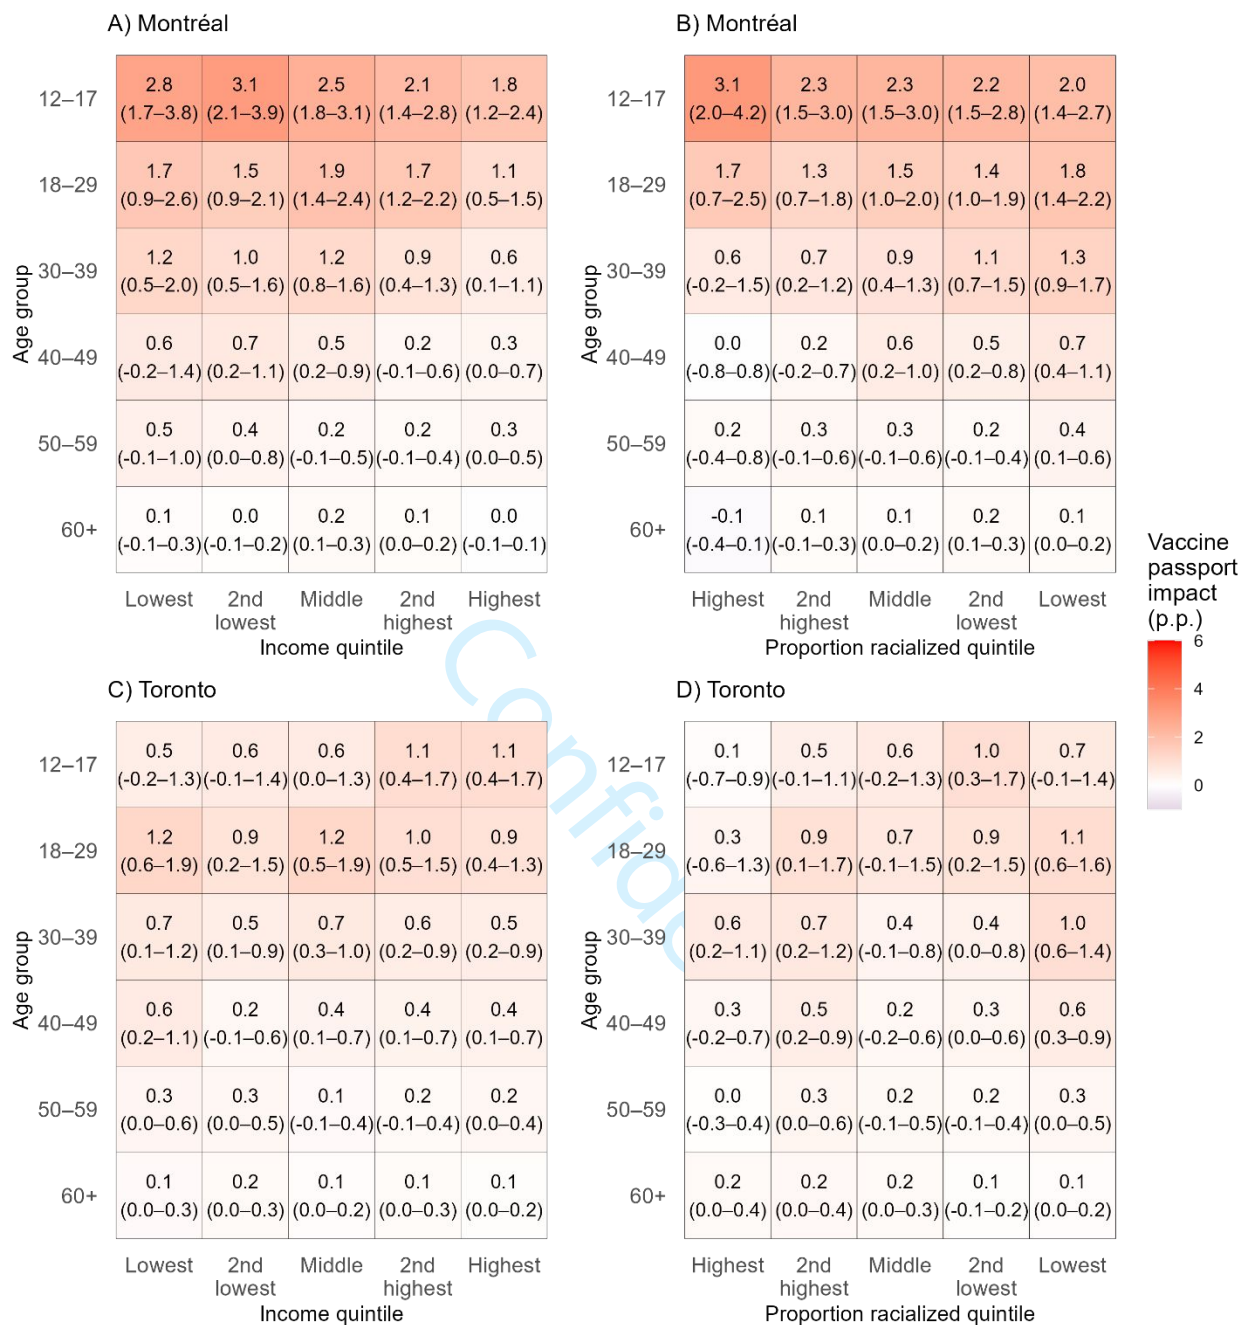 A) Montréal
12–17
2.8 3.1 2.5 2.1 1.8
(1.7–3.8) (2.1–3.9) (1.8–3.1) (1.4–2.8) (1.2–2.4)
18–29
1.7 1.5 1.9 1.7 1.1
(0.9–2.6) (0.9–2.1) (1.4–2.4) (1.2–2.2) (0.5–1.5)
30–39
1.2 1.0 1.2 0.9 0.6
(0.5–2.0) (0.5–1.6) (0.8–1.6) (0.4–1.3) (0.1–1.1)
40–49
0.6 0.7 0.5 0.2 0.3
(-0.2–1.4) (0.2–1.1) (0.2–0.9) (-0.1–0.6) (0.0–0.7)
50–59
0.5 0.4 0.2 0.2 0.3
(-0.1–1.0) (0.0–0.8) (-0.1–0.5) (-0.1–0.4) (0.0–0.5)
60+
0.1 0.0 0.2 0.1 0.0
(-0.1–0.3) (-0.1–0.2) (0.1–0.3) (0.0–0.2) (-0.1–0.1)
Age group
Lowest 2nd lowest Middle 2nd highest Highest
Income quintile
B) Montréal
12–17
3.1 2.3 2.3 2.2 2.0
(2.0–4.2) (1.5–3.0) (1.5–3.0) (1.5–2.8) (1.4–2.7)
18–29
1.7 1.3 1.5 1.4 1.8
(0.7–2.5) (0.7–1.8) (1.0–2.0) (1.0–1.9) (1.4–2.2)
30–39
0.6 0.7 0.9 1.1 1.3
(-0.2–1.5) (0.2–1.2) (0.4–1.3) (0.7–1.5) (0.9–1.7)
40–49
0.0 0.2 0.6 0.5 0.7
(-0.8–0.8) (-0.2–0.7) (0.2–1.0) (0.2–0.8) (0.4–1.1)
50–59
0.2 0.3 0.3 0.2 0.4
(-0.4–0.8) (-0.1–0.6) (-0.1–0.6) (-0.1–0.4) (0.1–0.6)
60+
-0.1 0.1 0.1 0.2 0.1
(-0.4–0.1) (-0.1–0.3) (0.0–0.2) (0.1–0.3) (0.0–0.2)
Age group
Highest 2nd highest Middle 2nd lowest Lowest
Proportion racialized quintile
Vaccine
passport
impact
(p.p.)
6
4
2
0
C) Toronto
12–17
0.5 0.6 0.6 1.1 1.1
(-0.2–1.3) (-0.1–1.4) (0.0–1.3) (0.4–1.7) (0.4–1.7)
18–29
1.2 0.9 1.2 1.0 0.9
(0.6–1.9) (0.2–1.5) (0.5–1.9) (0.5–1.5) (0.4–1.3)
30–39
0.7 0.5 0.7 0.6 0.5
(0.1–1.2) (0.1–0.9) (0.3–1.0) (0.2–0.9) (0.2–0.9)
40–49
0.6 0.2 0.4 0.4 0.4
(0.2–1.1) (-0.1–0.6) (0.1–0.7) (0.1–0.7) (0.1–0.7)
50–59
0.3 0.3 0.1 0.2 0.2
(0.0–0.6) (0.0–0.5) (-0.1–0.4) (-0.1–0.4) (0.0–0.4)
60+
0.1 0.2 0.1 0.1 0.1
(0.0–0.3) (0.0–0.3) (0.0–0.2) (0.0–0.3) (0.0–0.2)
Age group
Lowest 2nd lowest Middle 2nd highest Highest
Income quintile
D) Toronto
12–17
0.1 0.5 0.6 1.0 0.7
(-0.7–0.9) (-0.1–1.1) (-0.2–1.3) (0.3–1.7) (-0.1–1.4)
18–29
0.3 0.9 0.7 0.9 1.1
(-0.6–1.3) (0.1–1.7) (-0.1–1.5) (0.2–1.5) (0.6–1.6)
30–39
0.6 0.7 0.4 0.4 1.0
(0.2–1.1) (0.2–1.2) (-0.1–0.8) (0.0–0.8) (0.6–1.4)
40–49
0.3 0.5 0.2 0.3 0.6
(-0.2–0.7) (0.2–0.9) (-0.2–0.6) (0.0–0.6) (0.3–0.9)
50–59
0.0 0.3 0.2 0.2 0.3
(-0.3–0.4) (0.0–0.6) (-0.1–0.5) (-0.1–0.4) (0.0–0.5)
60+
0.2 0.2 0.2 0.1 0.1
(0.0–0.4) (0.0–0.4) (0.0–0.3) (-0.1–0.2) (0.0–0.2)
Age group
Highest 2nd highest Middle 2nd lowest Lowest
Proportion racialized quintile